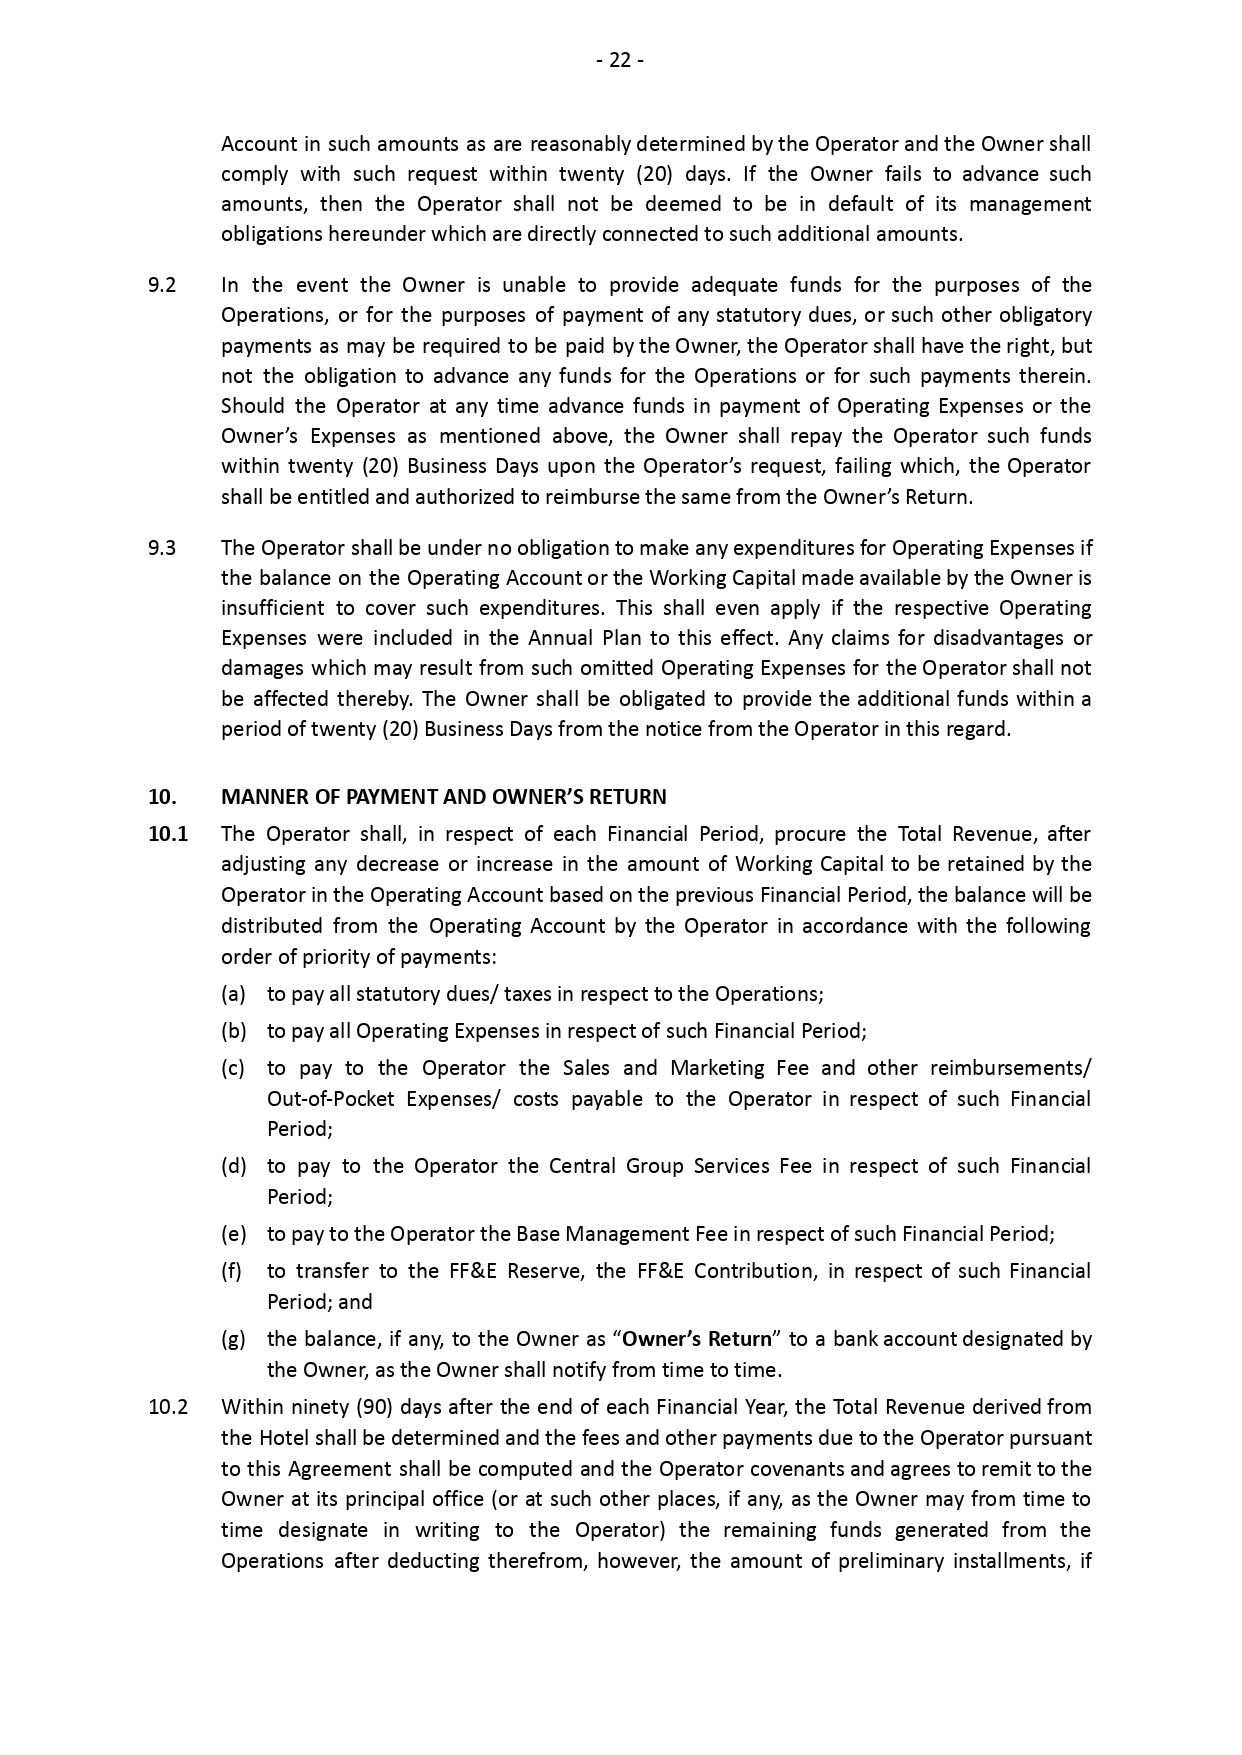 - 22 -
Account in such amounts as are reasonably determined by the Operator and the Owner shall
comply with such request within twenty (20) days. If the Owner fails to advance such
amounts, then the Operator shall not be deemed to be in default of its management
obligations hereunder which are directly connected to such additional amounts.
9.2 In the event the Owner is unable to provide adequate funds for the purposes of the
Operations, or for the purposes of payment of any statutory dues, or such other obligatory
payments as may be required to be paid by the Owner, the Operator shall have the right, but
not the obligation to advance any funds for the Operations or for such payments therein.
Should the Operator at any time advance funds in payment of Operating Expenses or the
Owner’s Expenses as mentioned above, the Owner shall repay the Operator such funds
within twenty (20) Business Days upon the Operator’s request, failing which, the Operator
shall be entitled and authorized to reimburse the same from the Owner’s Return.
9.3 The Operator shall be under no obligation to make any expenditures for Operating Expenses if
the balance on the Operating Account or the Working Capital made available by the Owner is
insufficient to cover such expenditures. This shall even apply if the respective Operating
Expenses were included in the Annual Plan to this effect. Any claims for disadvantages or
damages which may result from such omitted Operating Expenses for the Operator shall not
be affected thereby. The Owner shall be obligated to provide the additional funds within a
period of twenty (20) Business Days from the notice from the Operator in this regard.
10. MANNER OF PAYMENT AND OWNER’S RETURN
10.1 The Operator shall, in respect of each Financial Period, procure the Total Revenue, after
adjusting any decrease or increase in the amount of Working Capital to be retained by the
Operator in the Operating Account based on the previous Financial Period, the balance will be
distributed from the Operating Account by the Operator in accordance with the following
order of priority of payments:
(a) to pay all statutory dues/ taxes in respect to the Operations;
(b) to pay all Operating Expenses in respect of such Financial Period;
(c) to pay to the Operator the Sales and Marketing Fee and other reimbursements/
Out-of-Pocket Expenses/ costs payable to the Operator in respect of such Financial
Period;
(d) to pay to the Operator the Central Group Services Fee in respect of such Financial
Period;
(e) to pay to the Operator the Base Management Fee in respect of such Financial Period;
(f) to transfer to the FF&E Reserve, the FF&E Contribution, in respect of such Financial
Period; and
(g) the balance, if any, to the Owner as “Owner’s Return” to a bank account designated by
the Owner, as the Owner shall notify from time to time.
10.2 Within ninety (90) days after the end of each Financial Year, the Total Revenue derived from
the Hotel shall be determined and the fees and other payments due to the Operator pursuant
to this Agreement shall be computed and the Operator covenants and agrees to remit to the
Owner at its principal office (or at such other places, if any, as the Owner may from time to
time designate in writing to the Operator) the remaining funds generated from the
Operations after deducting therefrom, however, the amount of preliminary installments, if